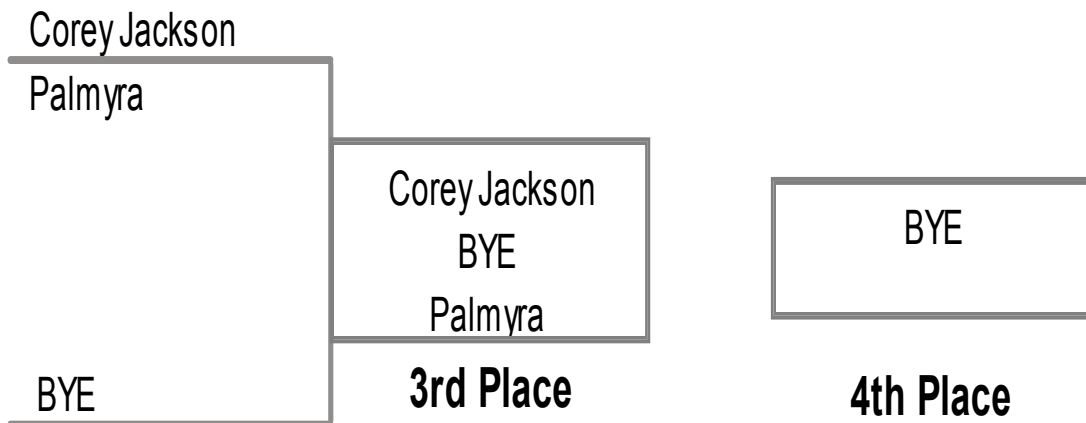 Corey Jackson
Palmyra
BYE
Corey Jackson
BYE
Palmyra
3rd Place
BYE
4th Place